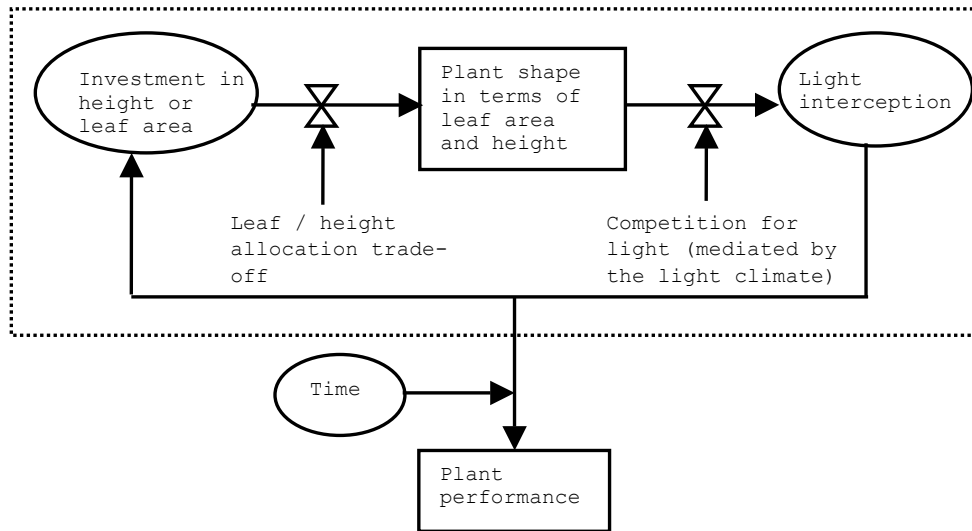 Investment in
height or
leaf area
Plant shape
in terms of
leaf area
and height
Light
interception
Leaf / height
allocation trade-
off
Competition for
light (mediated by
the light climate)
Time
Plant
performance